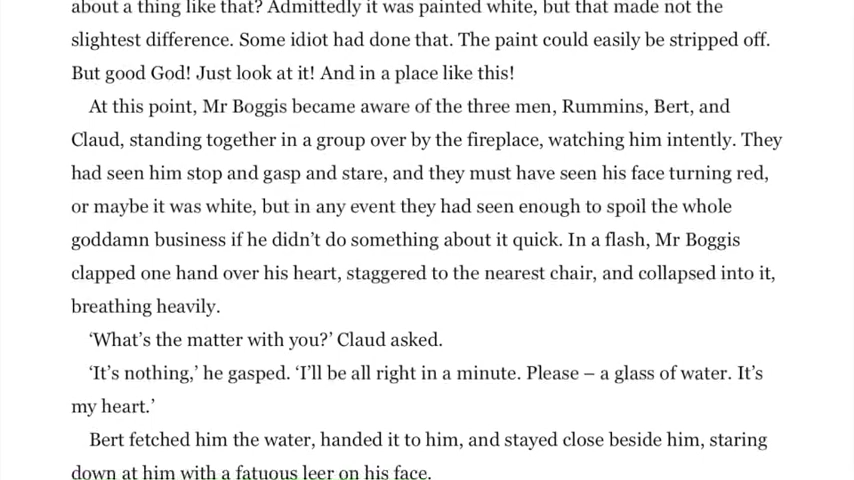 about a thing like that? Admittedly it was painted white, but that made not the
slightest difference. Some idiot had done that. The paint could easily be stripped off.
But good God! Just look at it! And in a place like this!
At this point, Mr Boggis became aware of the three men, Rummins, Bert, and
Claud, standing together in a group over by the fireplace, watching him intently. They
had seen him stop and gasp and stare, and they must have seen his face turning red,
or maybe it was white, but in any event they had seen enough to spoil the whole
goddamn business if he didn’t do something about it quick. In a flash, Mr Boggis
clapped one hand over his heart, staggered to the nearest chair, and collapsed into it,
breathing heavily.
‘What’s the matter with you?’ Claud asked.
‘It’s nothing,’ he gasped. ‘I’ll be all right in a minute. Please – a glass of water. It’s
my heart.’
Bert fetched him the water, handed it to him, and stayed close beside him, staring
down at him with a fatuous leer on his face.